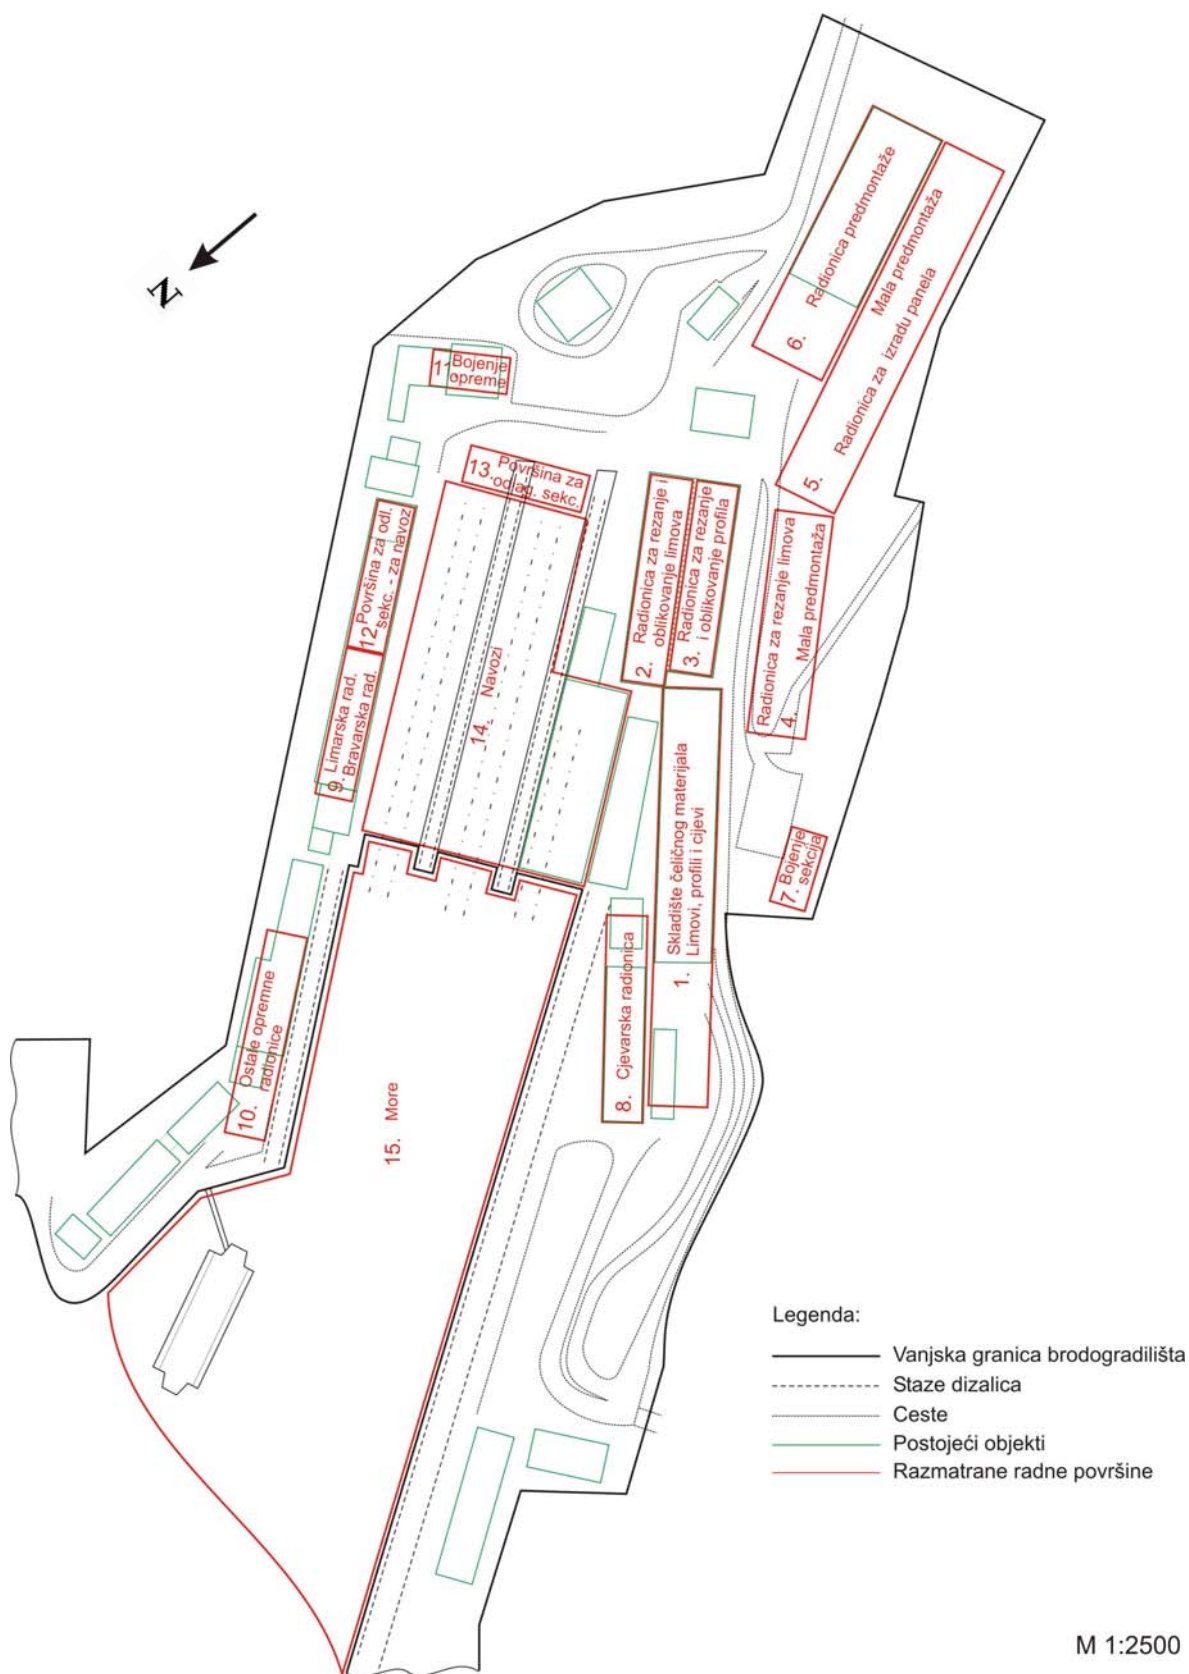 N
6. Radionica predmontaže
Mala predmontaža
5. Radionica za izradu panela
11. Bojenje
opreme
13. Površina za
odlag. sekc.
12. Površina za odl.
sekc. - za navoz
2. Radionica za rezanje i
oblikovanje limova
3. Radionica za rezanje
i oblikovanje profila
Radionica za rezanje limova
4. Mala predmontaža
14. Navozi
9. Limarska rad.
Bravarska rad.
7. Bojenje
sekcija
1. Skladište čeličnog materijala
Limovi, profili i cijevi
8. Cjevarska radionica
10. Ostale opremne
radionice
15. More
Legenda:
Vanjska granica brodogradilišta
Staze dizalica
Ceste
Postojeći objekti
Razmatrane radne površine
M 1:2500